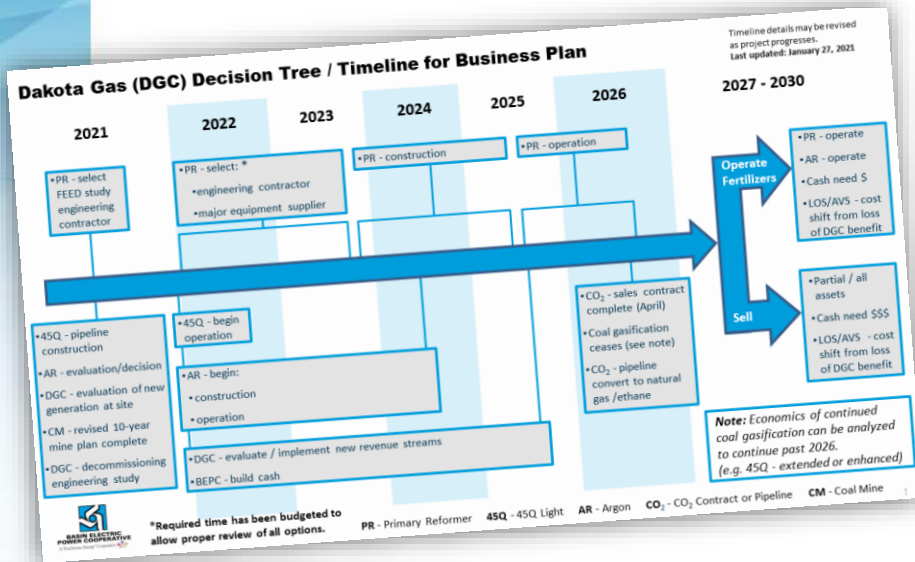 Dakota Gas (DGC) Decision Tree / Timeline for Business Plan
Timeline details may be revised
as project progresses.
Last updated: January 27, 2021
2021
2022
2023
2024
2025
2026
2027 - 2030
•PR - select
FEED study
engineering
contractor
•PR - select: *
•engineering contractor
•major equipment supplier
•PR - construction
•PR - operation
Operate
Fertilizers
•PR - operate
•AR - operate
•Cash need $
•LOS/AVS - cost
shift from loss
of DGC benefit
•45Q - pipeline
construction
•AR - evaluation/decision
•DGC - evaluation of new
generation at site
•CM - revised 10-year
mine plan complete
•DGC - decommissioning
engineering study
•45Q - begin
operation
•AR - begin:
•construction
•operation
•DGC - evaluate / implement new revenue streams
•BEPC - build cash
•CO₂ - sales contract
complete (April)
•Coal gasification
ceases (see note)
•CO₂ - pipeline
convert to natural
gas /ethane
Sell
•Partial / all
assets
•Cash need $$$
•LOS/AVS - cost
shift from loss
of DGC benefit
Note: Economics of continued
coal gasification can be analyzed
to continue past 2026.
(e.g. 45Q - extended or enhanced)
BASIN ELECTRIC
POWER COOPERATIVE
*Required time has been budgeted to
allow proper review of all options.
PR - Primary Reformer 45Q - 45Q Light AR - Argon CO₂ - CO₂ Contract or Pipeline CM - Coal Mine